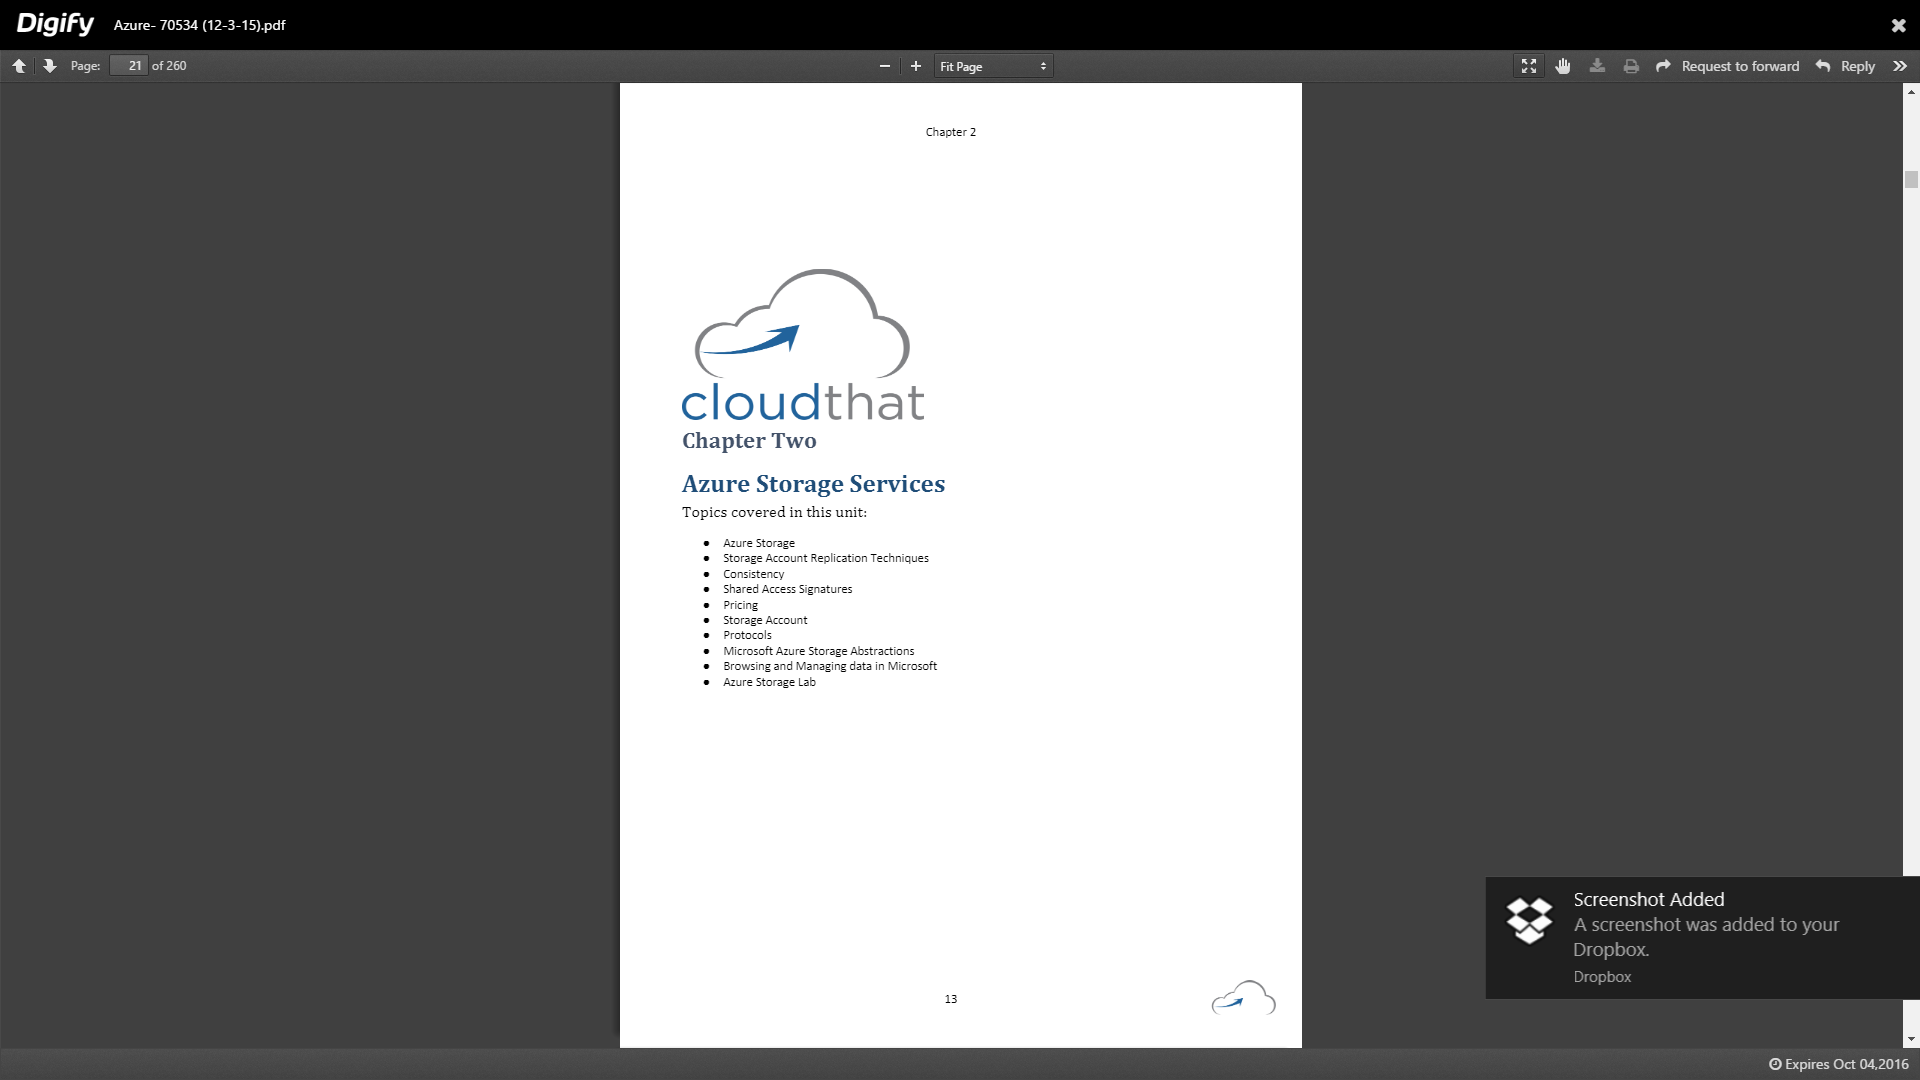 Digify Azure- 70534 (12-3-15).pdf
Page: 21 of 260 Fit Page Request to forward Reply
Chapter 2
cloudthat
Chapter Two
Azure Storage Services
Topics covered in this unit:
● Azure Storage
● Storage Account Replication Techniques
● Consistency
● Shared Access Signatures
● Pricing
● Storage Account
● Protocols
● Microsoft Azure Storage Abstractions
● Browsing and Managing data in Microsoft
● Azure Storage Lab
13
Screenshot Added
A screenshot was added to your
Dropbox.
Dropbox
Expires Oct 04,2016